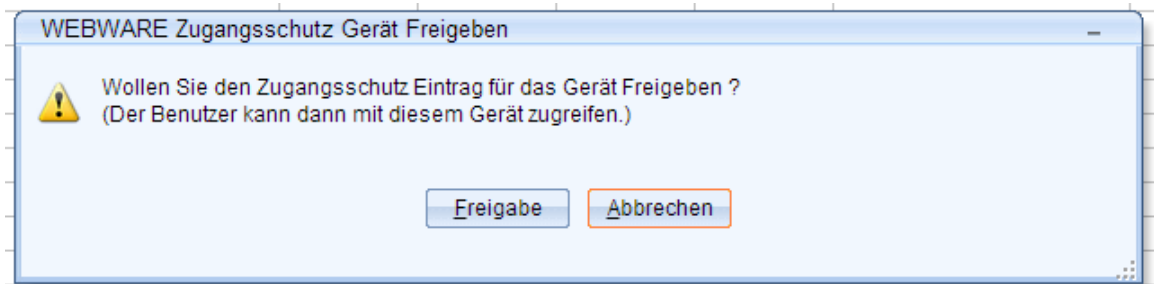 WEBWARE Zugangsschutz Gerät Freigeben
Wollen Sie den Zugangsschutz Eintrag für das Gerät Freigeben ?
(Der Benutzer kann dann mit diesem Gerät zugreifen.)
Freigabe Abbrechen